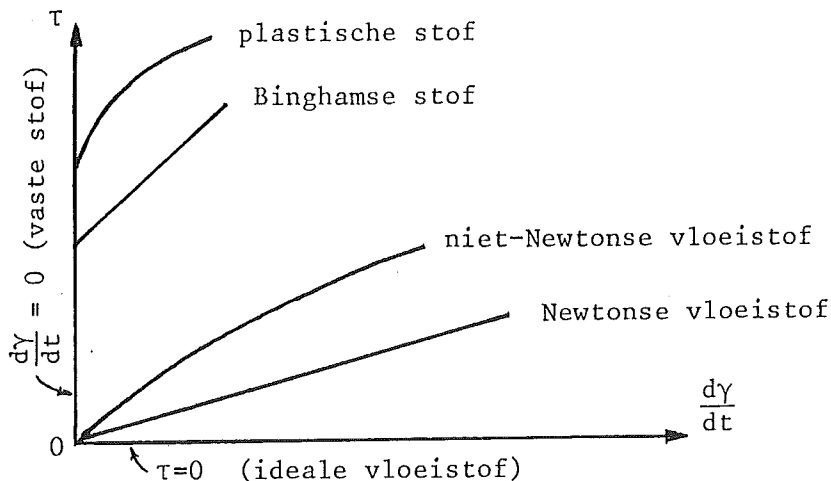 τ
plastische stof
Binghamse stof
niet-Newtonse vloeistof
Newtonse vloeistof
dγ/dt = 0 (vaste stof)
dγ/dt
0
τ=0 (ideale vloeistof)